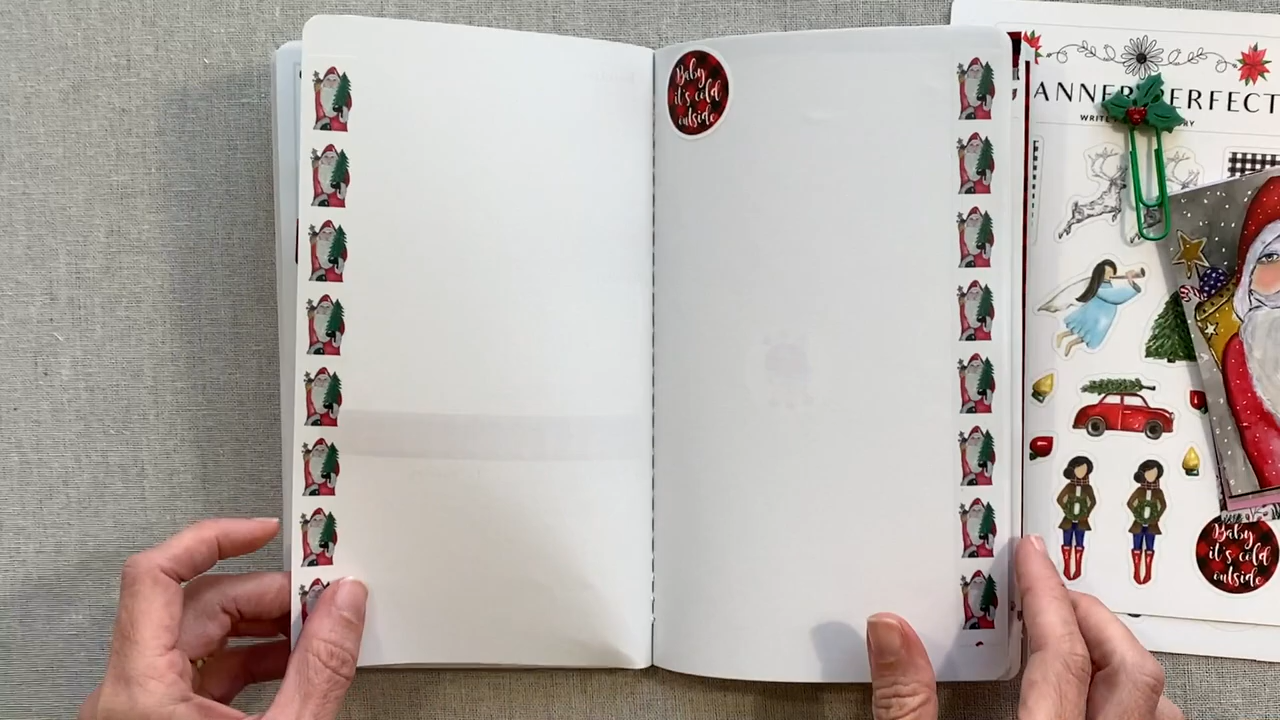 Baby
it's cold
outside
ANNER PERFECT
Baby
it's cold
outside